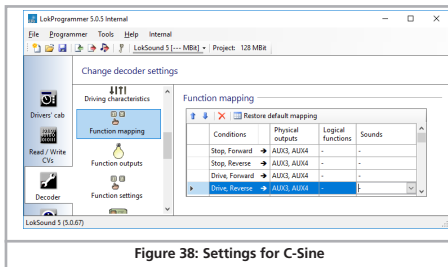 LokProgrammer 5.0.5 Internal
File Programmer Tools Help Internal
LokSound 5 [--- MBit] Project: 128 MBit
Change decoder settings
Drivers' cab
Read / Write CVs
Decoder
Driving characteristics
Function mapping
Function outputs
Function settings
Function mapping
Restore default mapping
Conditions Physical outputs Logical functions Sounds
Stop, Forward AUX3, AUX4 - -
Stop, Reverse AUX3, AUX4 - -
Drive, Forward AUX3, AUX4 - -
Drive, Reverse AUX3, AUX4 - -
LokSound 5 (5.0.67)
Figure 38: Settings for C-Sine